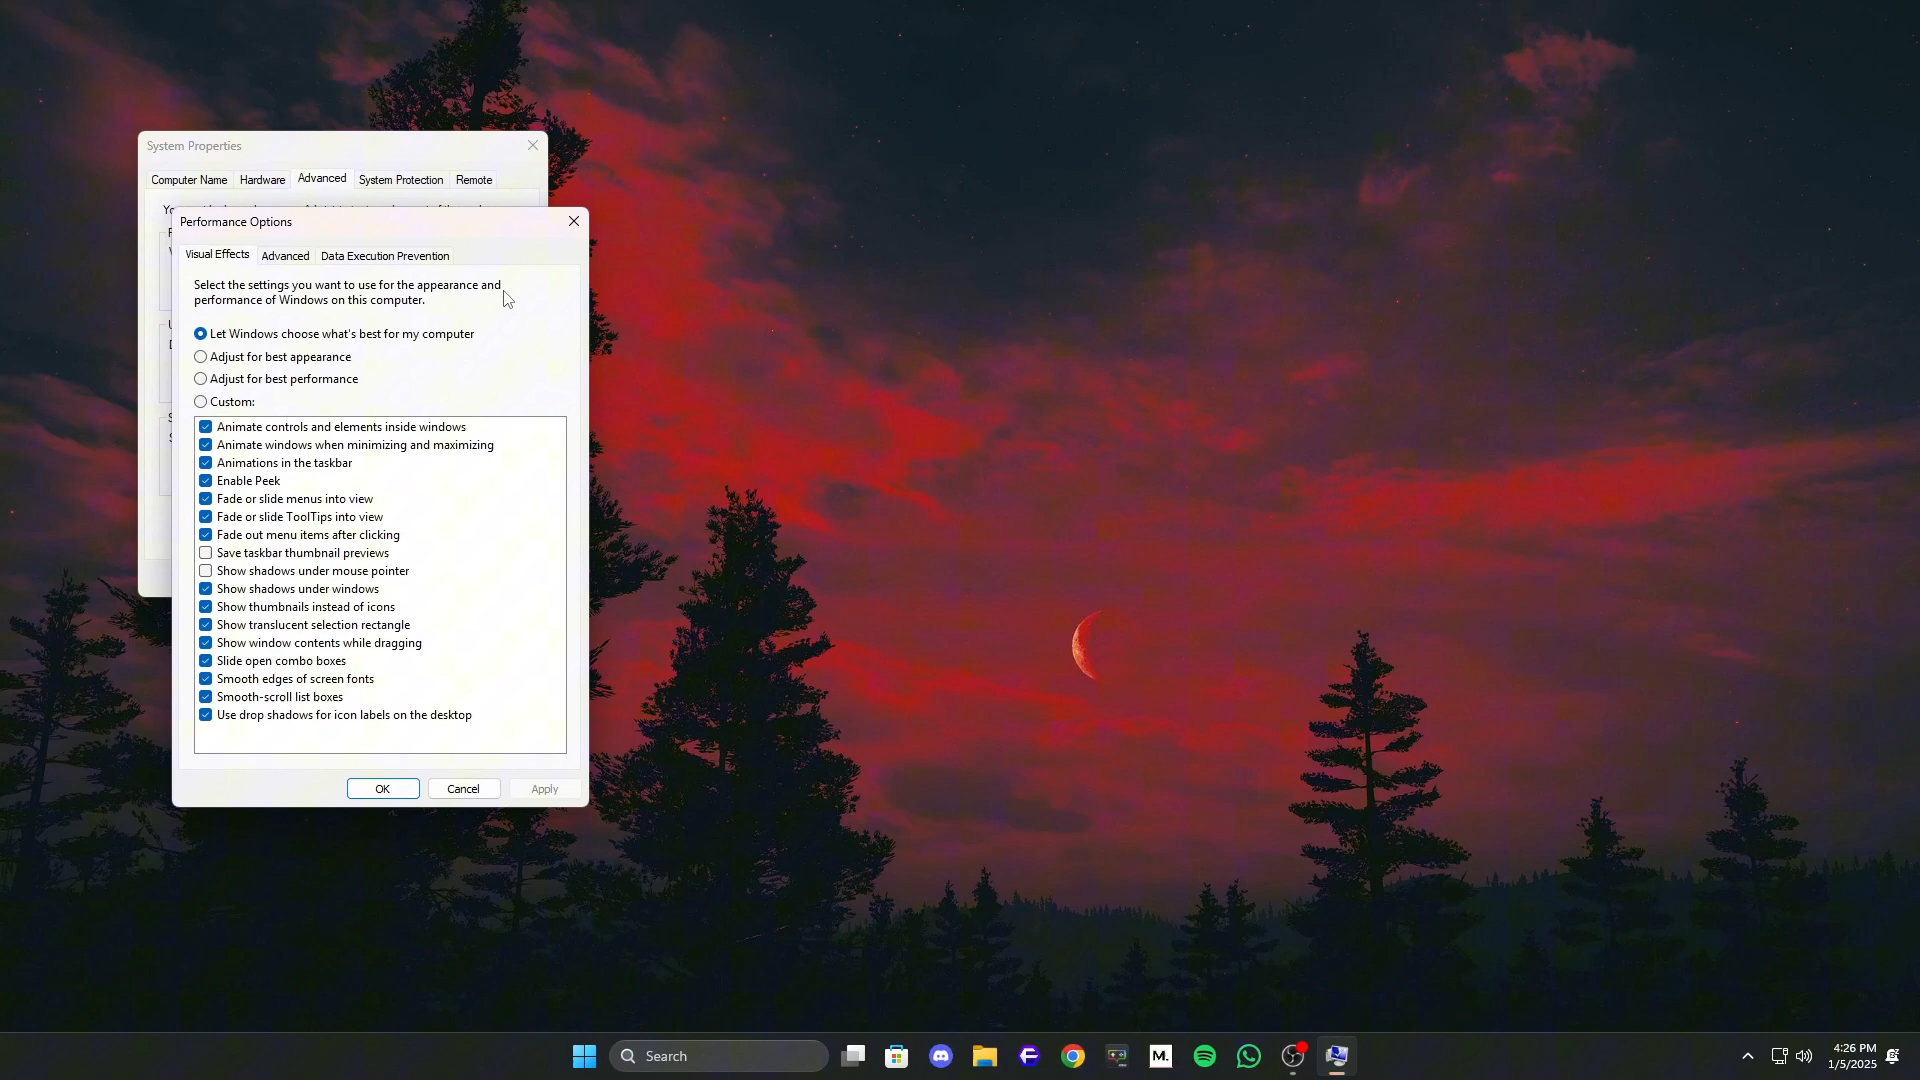 System Properties
Computer Name
Hardware
Advanced
System Protection
Remote
Performance Options
Visual Effects
Advanced
Data Execution Prevention
Select the settings you want to use for the appearance and
performance of Windows on this computer.
Let Windows choose what's best for my computer
Adjust for best appearance
Adjust for best performance
Custom:
Animate controls and elements inside windows
Animate windows when minimizing and maximizing
Animations in the taskbar
Enable Peek
Fade or slide menus into view
Fade or slide ToolTips into view
Fade out menu items after clicking
Save taskbar thumbnail previews
Show shadows under mouse pointer
Show shadows under windows
Show thumbnails instead of icons
Show translucent selection rectangle
Show window contents while dragging
Slide open combo boxes
Smooth edges of screen fonts
Smooth-scroll list boxes
Use drop shadows for icon labels on the desktop
OK
Cancel
Apply
Search
M.
4:26 PM
1/5/2025